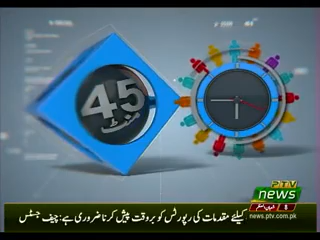 45
منٹ
PTV
news
www.ptv.com.pk
کیلئے مقدمات کی رپورٹس کو بروقت پیش کرنا ضروری ہے: چیف جسٹس